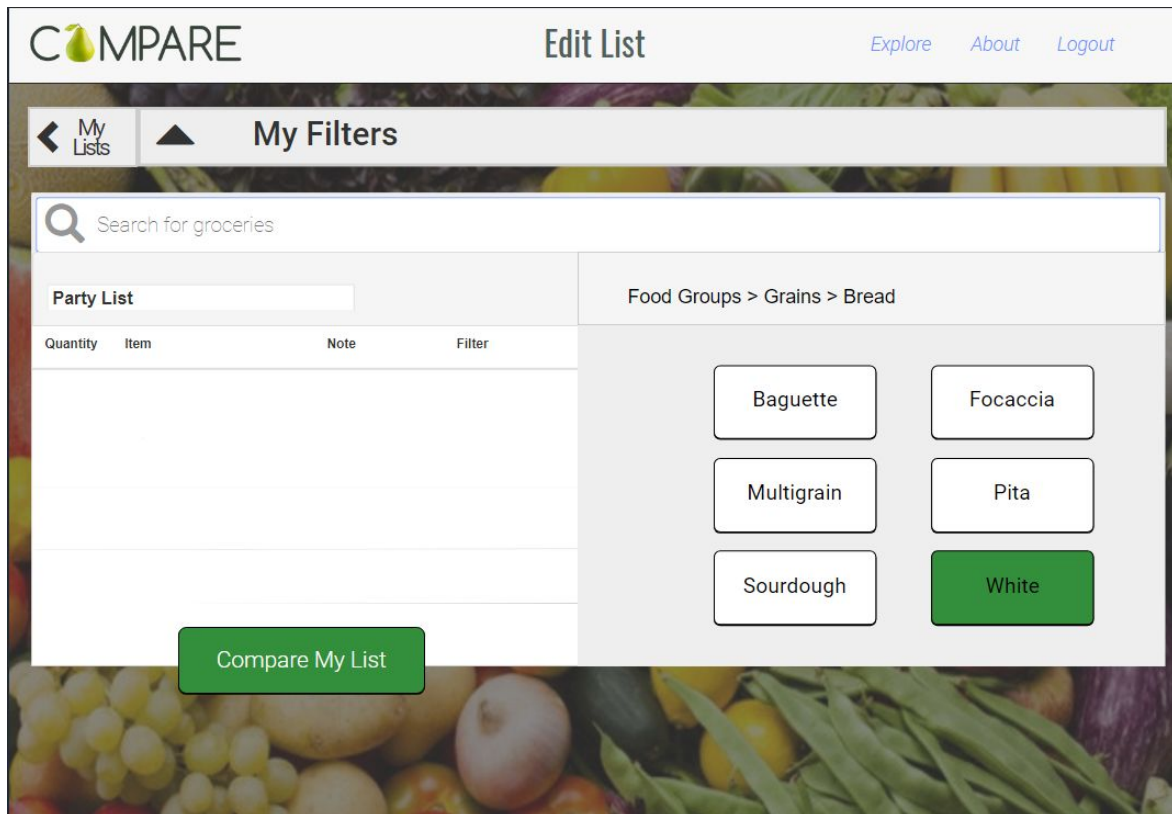 COMPARE
Edit List
Explore About Logout
My
Lists
My Filters
Search for groceries
Party List
Food Groups > Grains > Bread
Quantity Item Note Filter
Baguette Focaccia
Multigrain Pita
Sourdough White
Compare My List